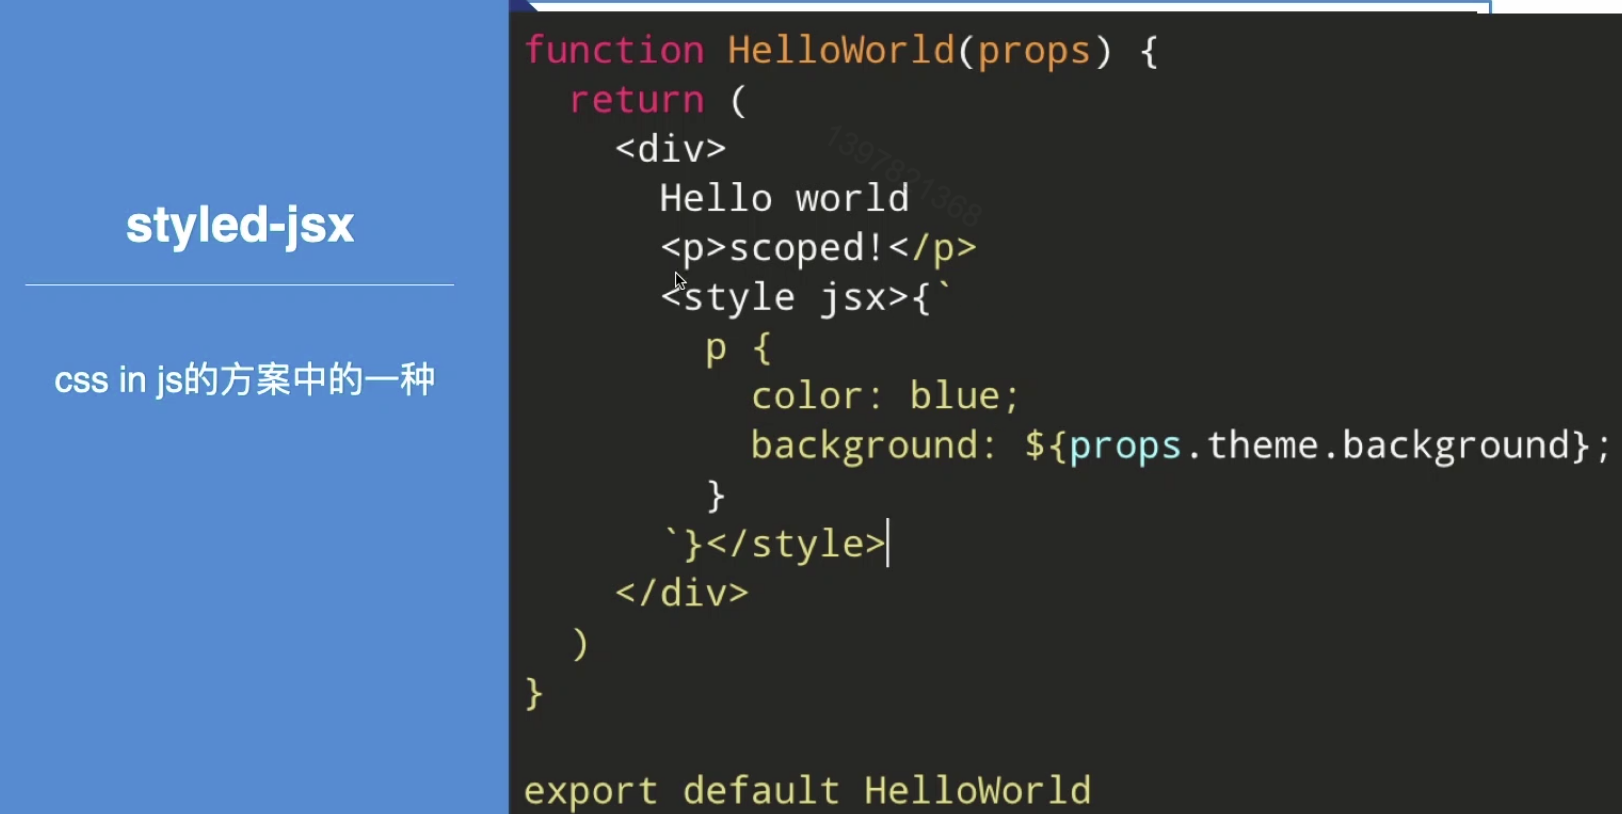 styled-jsx
css in js的方案中的一种
function HelloWorld(props) {
  return (
    <div>
      Hello world
      <p>scoped!</p>
      <style jsx>{`
        p {
          color: blue;
          background: ${props.theme.background};
        }
      `}</style>
    </div>
  )
}
export default HelloWorld
1397821368